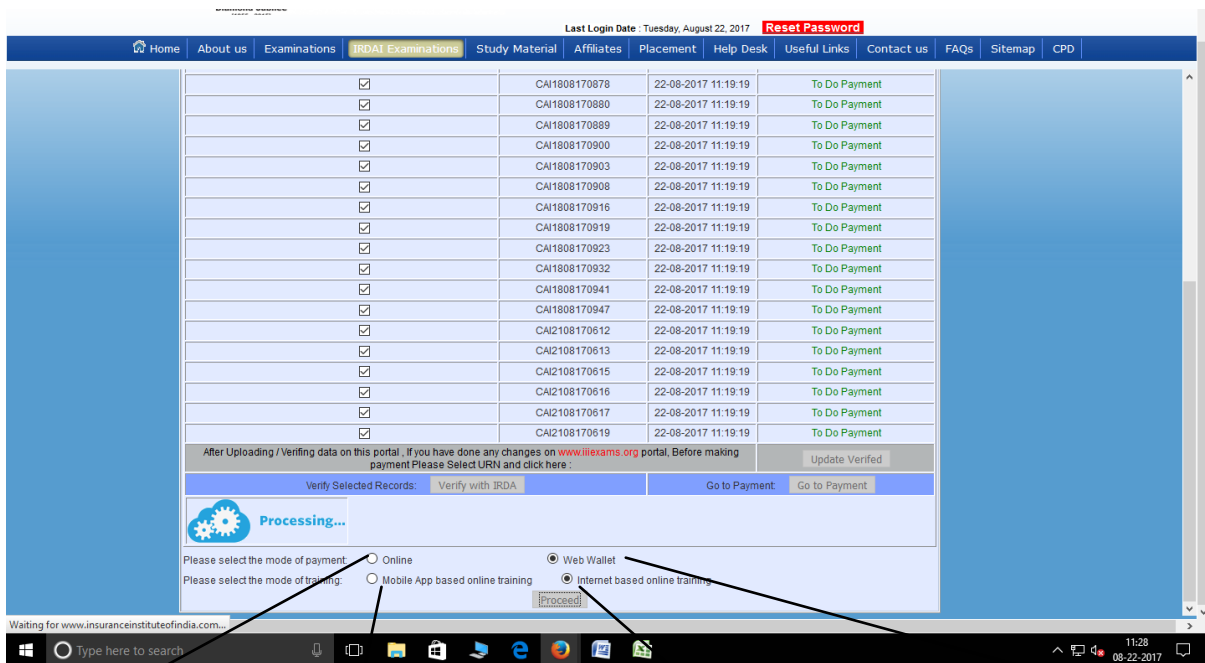 Diamond Jubilee
Last Login Date : Tuesday, August 22, 2017 Reset Password
Home About us Examinations IRDAI Examinations Study Material Affiliates Placement Help Desk Useful Links Contact us FAQs Sitemap CPD
CAI1808170878 22-08-2017 11:19:19 To Do Payment
CAI1808170880 22-08-2017 11:19:19 To Do Payment
CAI1808170889 22-08-2017 11:19:19 To Do Payment
CAI1808170900 22-08-2017 11:19:19 To Do Payment
CAI1808170903 22-08-2017 11:19:19 To Do Payment
CAI1808170908 22-08-2017 11:19:19 To Do Payment
CAI1808170916 22-08-2017 11:19:19 To Do Payment
CAI1808170919 22-08-2017 11:19:19 To Do Payment
CAI1808170923 22-08-2017 11:19:19 To Do Payment
CAI1808170932 22-08-2017 11:19:19 To Do Payment
CAI1808170941 22-08-2017 11:19:19 To Do Payment
CAI1808170947 22-08-2017 11:19:19 To Do Payment
CAI2108170612 22-08-2017 11:19:19 To Do Payment
CAI2108170613 22-08-2017 11:19:19 To Do Payment
CAI2108170615 22-08-2017 11:19:19 To Do Payment
CAI2108170616 22-08-2017 11:19:19 To Do Payment
CAI2108170617 22-08-2017 11:19:19 To Do Payment
CAI2108170619 22-08-2017 11:19:19 To Do Payment
After Uploading / Verifing data on this portal , If you have done any changes on www.iiiexams.org portal, Before making
payment Please Select URN and click here :
Update Verifed
Verify Selected Records: Verify with IRDA Go to Payment: Go to Payment
Processing...
Please select the mode of payment: Online Web Wallet
Please select the mode of training: Mobile App based online training Internet based online training
Proceed
Waiting for www.insuranceinstituteofindia.com...
Type here to search
11:28
08-22-2017